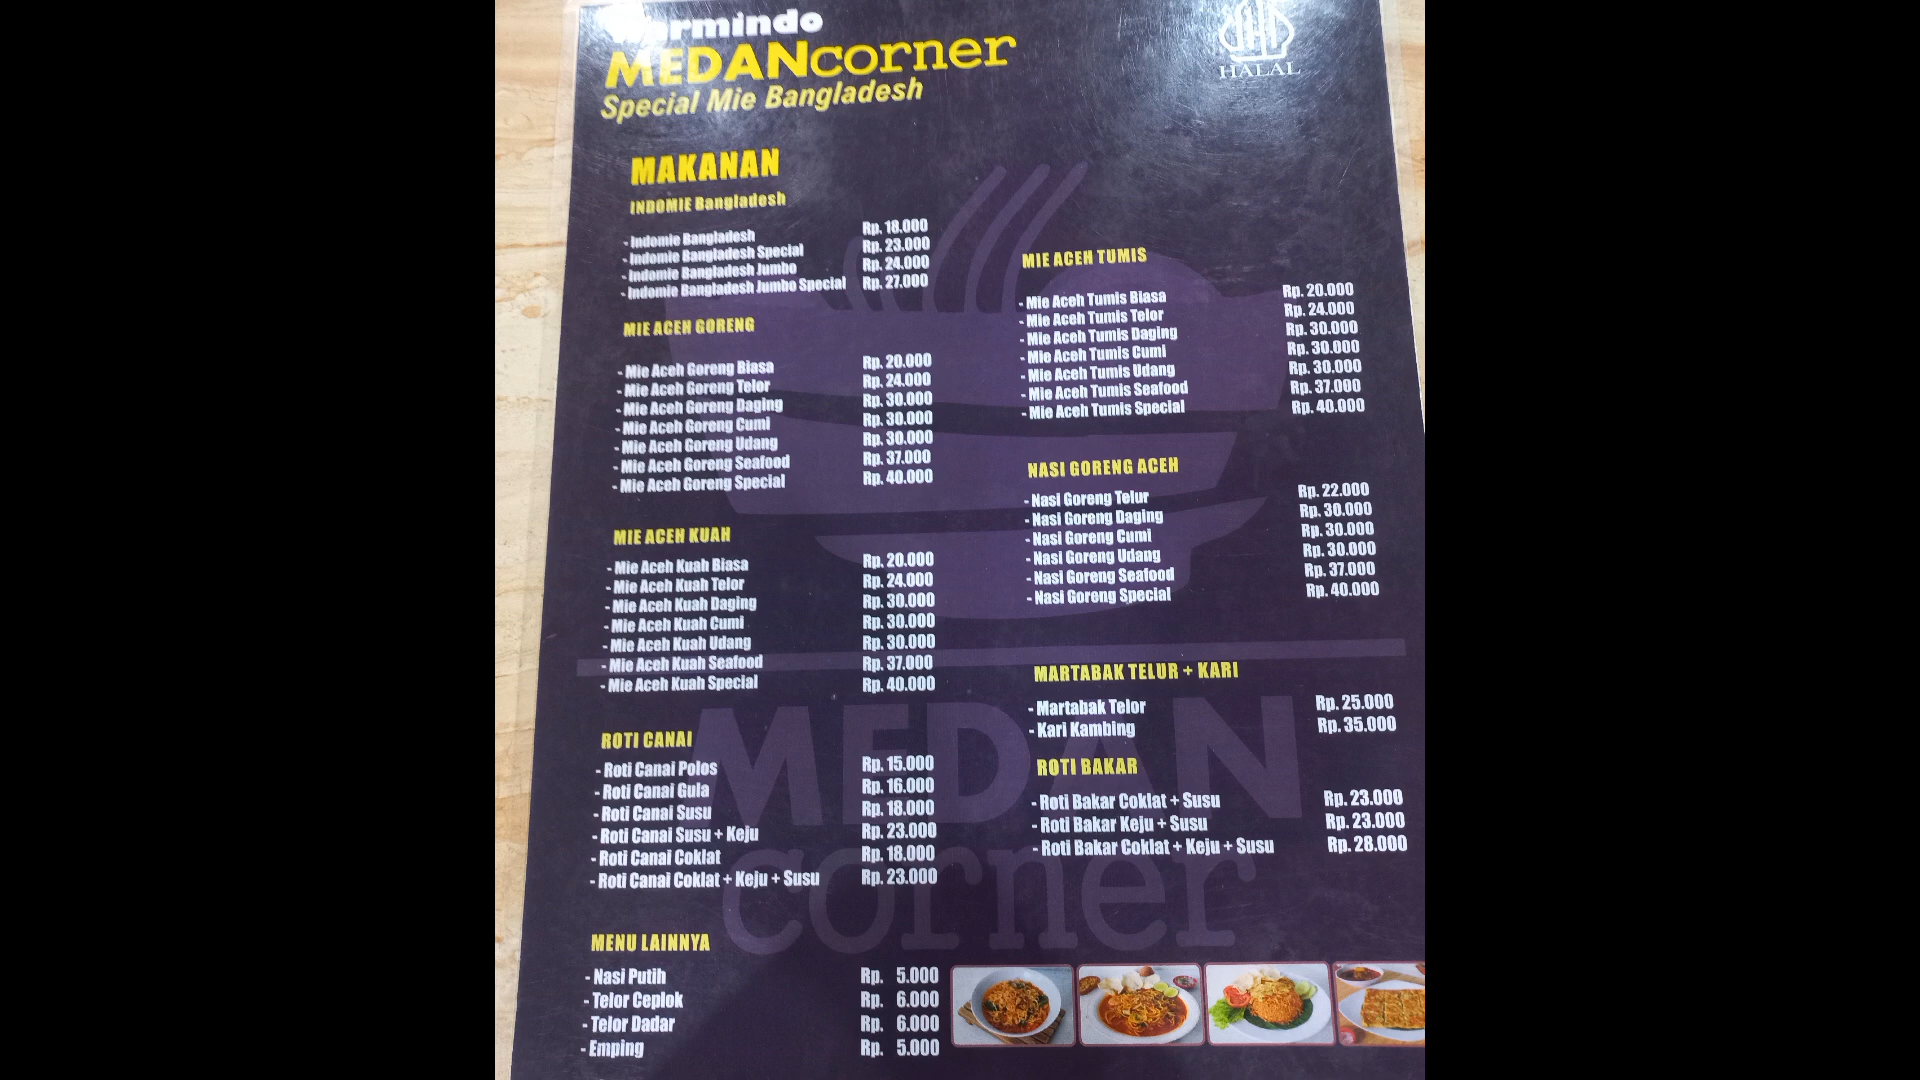 MEDANcorner
Special Mie Bangladesh
HALAL
MAKANAN
INDOMIE Bangladesh
- Indomie Bangladesh Rp. 18.000
- Indomie Bangladesh Special Rp. 23.000
- Indomie Bangladesh Jumbo Rp. 24.000
- Indomie Bangladesh Jumbo Special Rp. 27.000
MIE ACEH GORENG
- Mie Aceh Goreng Biasa Rp. 20.000
- Mie Aceh Goreng Telor Rp. 24.000
- Mie Aceh Goreng Daging Rp. 30.000
- Mie Aceh Goreng Cumi Rp. 30.000
- Mie Aceh Goreng Udang Rp. 30.000
- Mie Aceh Goreng Seafood Rp. 37.000
- Mie Aceh Goreng Special Rp. 40.000
MIE ACEH KUAH
- Mie Aceh Kuah Biasa Rp. 20.000
- Mie Aceh Kuah Telor Rp. 24.000
- Mie Aceh Kuah Daging Rp. 30.000
- Mie Aceh Kuah Cumi Rp. 30.000
- Mie Aceh Kuah Udang Rp. 30.000
- Mie Aceh Kuah Seafood Rp. 37.000
- Mie Aceh Kuah Special Rp. 40.000
ROTI CANAI
- Roti Canai Polos Rp. 15.000
- Roti Canai Gula Rp. 16.000
- Roti Canai Susu Rp. 18.000
- Roti Canai Susu + Keju Rp. 23.000
- Roti Canai Coklat Rp. 18.000
- Roti Canai Coklat + Keju + Susu Rp. 23.000
MENU LAINNYA
- Nasi Putih Rp. 5.000
- Telor Ceplok Rp. 6.000
- Telor Dadar Rp. 6.000
- Emping Rp. 5.000
MIE ACEH TUMIS
- Mie Aceh Tumis Biasa Rp. 20.000
- Mie Aceh Tumis Telor Rp. 24.000
- Mie Aceh Tumis Daging Rp. 30.000
- Mie Aceh Tumis Cumi Rp. 30.000
- Mie Aceh Tumis Udang Rp. 30.000
- Mie Aceh Tumis Seafood Rp. 37.000
- Mie Aceh Tumis Special Rp. 40.000
NASI GORENG ACEH
- Nasi Goreng Telur Rp. 22.000
- Nasi Goreng Daging Rp. 30.000
- Nasi Goreng Cumi Rp. 30.000
- Nasi Goreng Udang Rp. 30.000
- Nasi Goreng Seafood Rp. 37.000
- Nasi Goreng Special Rp. 40.000
MARTABAK TELUR + KARI
- Martabak Telor Rp. 25.000
- Kari Kambing Rp. 35.000
ROTI BAKAR
- Roti Bakar Coklat + Susu Rp. 23.000
- Roti Bakar Keju + Susu Rp. 23.000
- Roti Bakar Coklat + Keju + Susu Rp. 28.000
MEDAN
corner